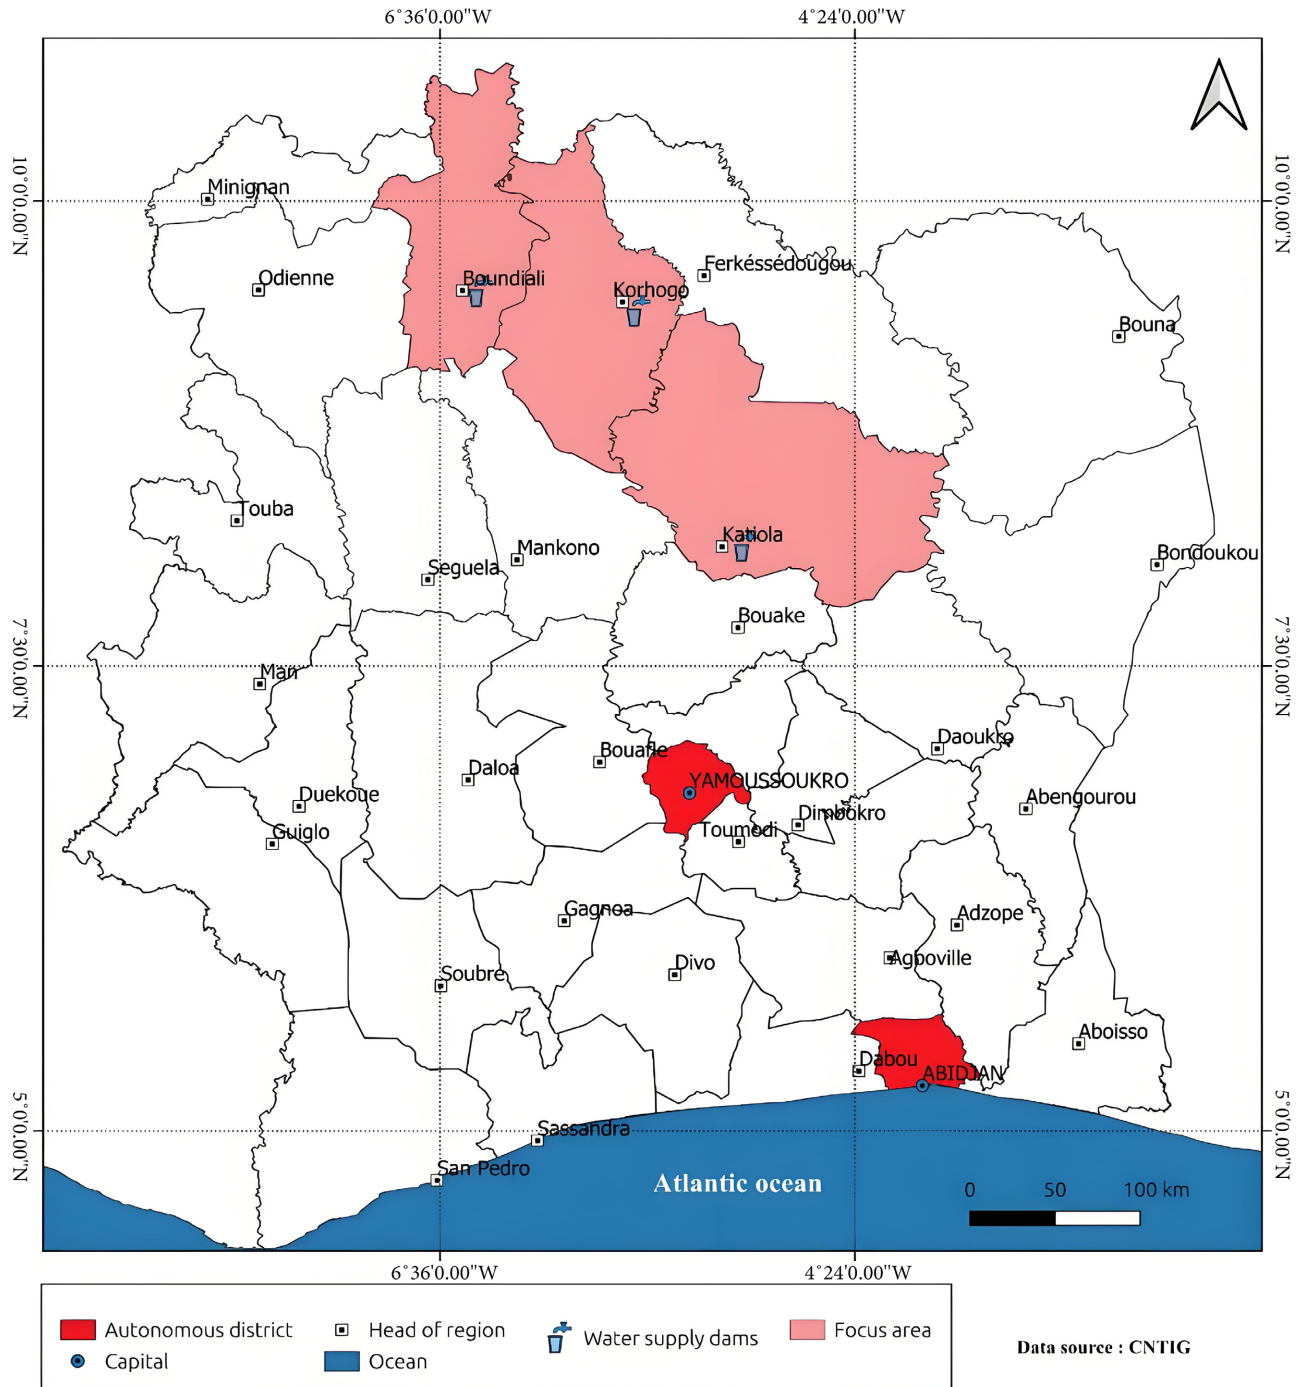 6°36'0.00"W
4°24'0.00"W
10°0'0.00"N
10°0'0.00"N
Minignan
Odienne
Boundiali
Korhogo
Ferkéssédougou
Bouna
Touba
Seguela
Mankono
Katiola
Bondoukou
Bouake
7°30'0.00"N
7°30'0.00"N
Man
Daoukro
Bouafle
Daloa
YAMOUSSOUKRO
Duekoue
Abengourou
Dimbokro
Guiglo
Toumodi
Gagnoa
Adzope
Divo
Agboville
Soubre
Aboisso
Dabou
ABIDJAN
5°0'0.00"N
5°0'0.00"N
Sassandra
San Pedro
Atlantic ocean
0 50 100 km
6°36'0.00"W
4°24'0.00"W
Autonomous district
Head of region
Water supply dams
Focus area
Capital
Ocean
Data source : CNTIG